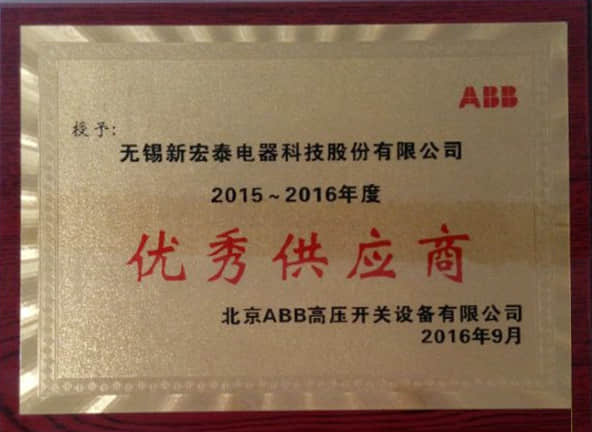 ABB
授予:
无锡新宏泰电器科技股份有限公司
2015~2016年度
优秀供应商
北京ABB高压开关设备有限公司
2016年9月